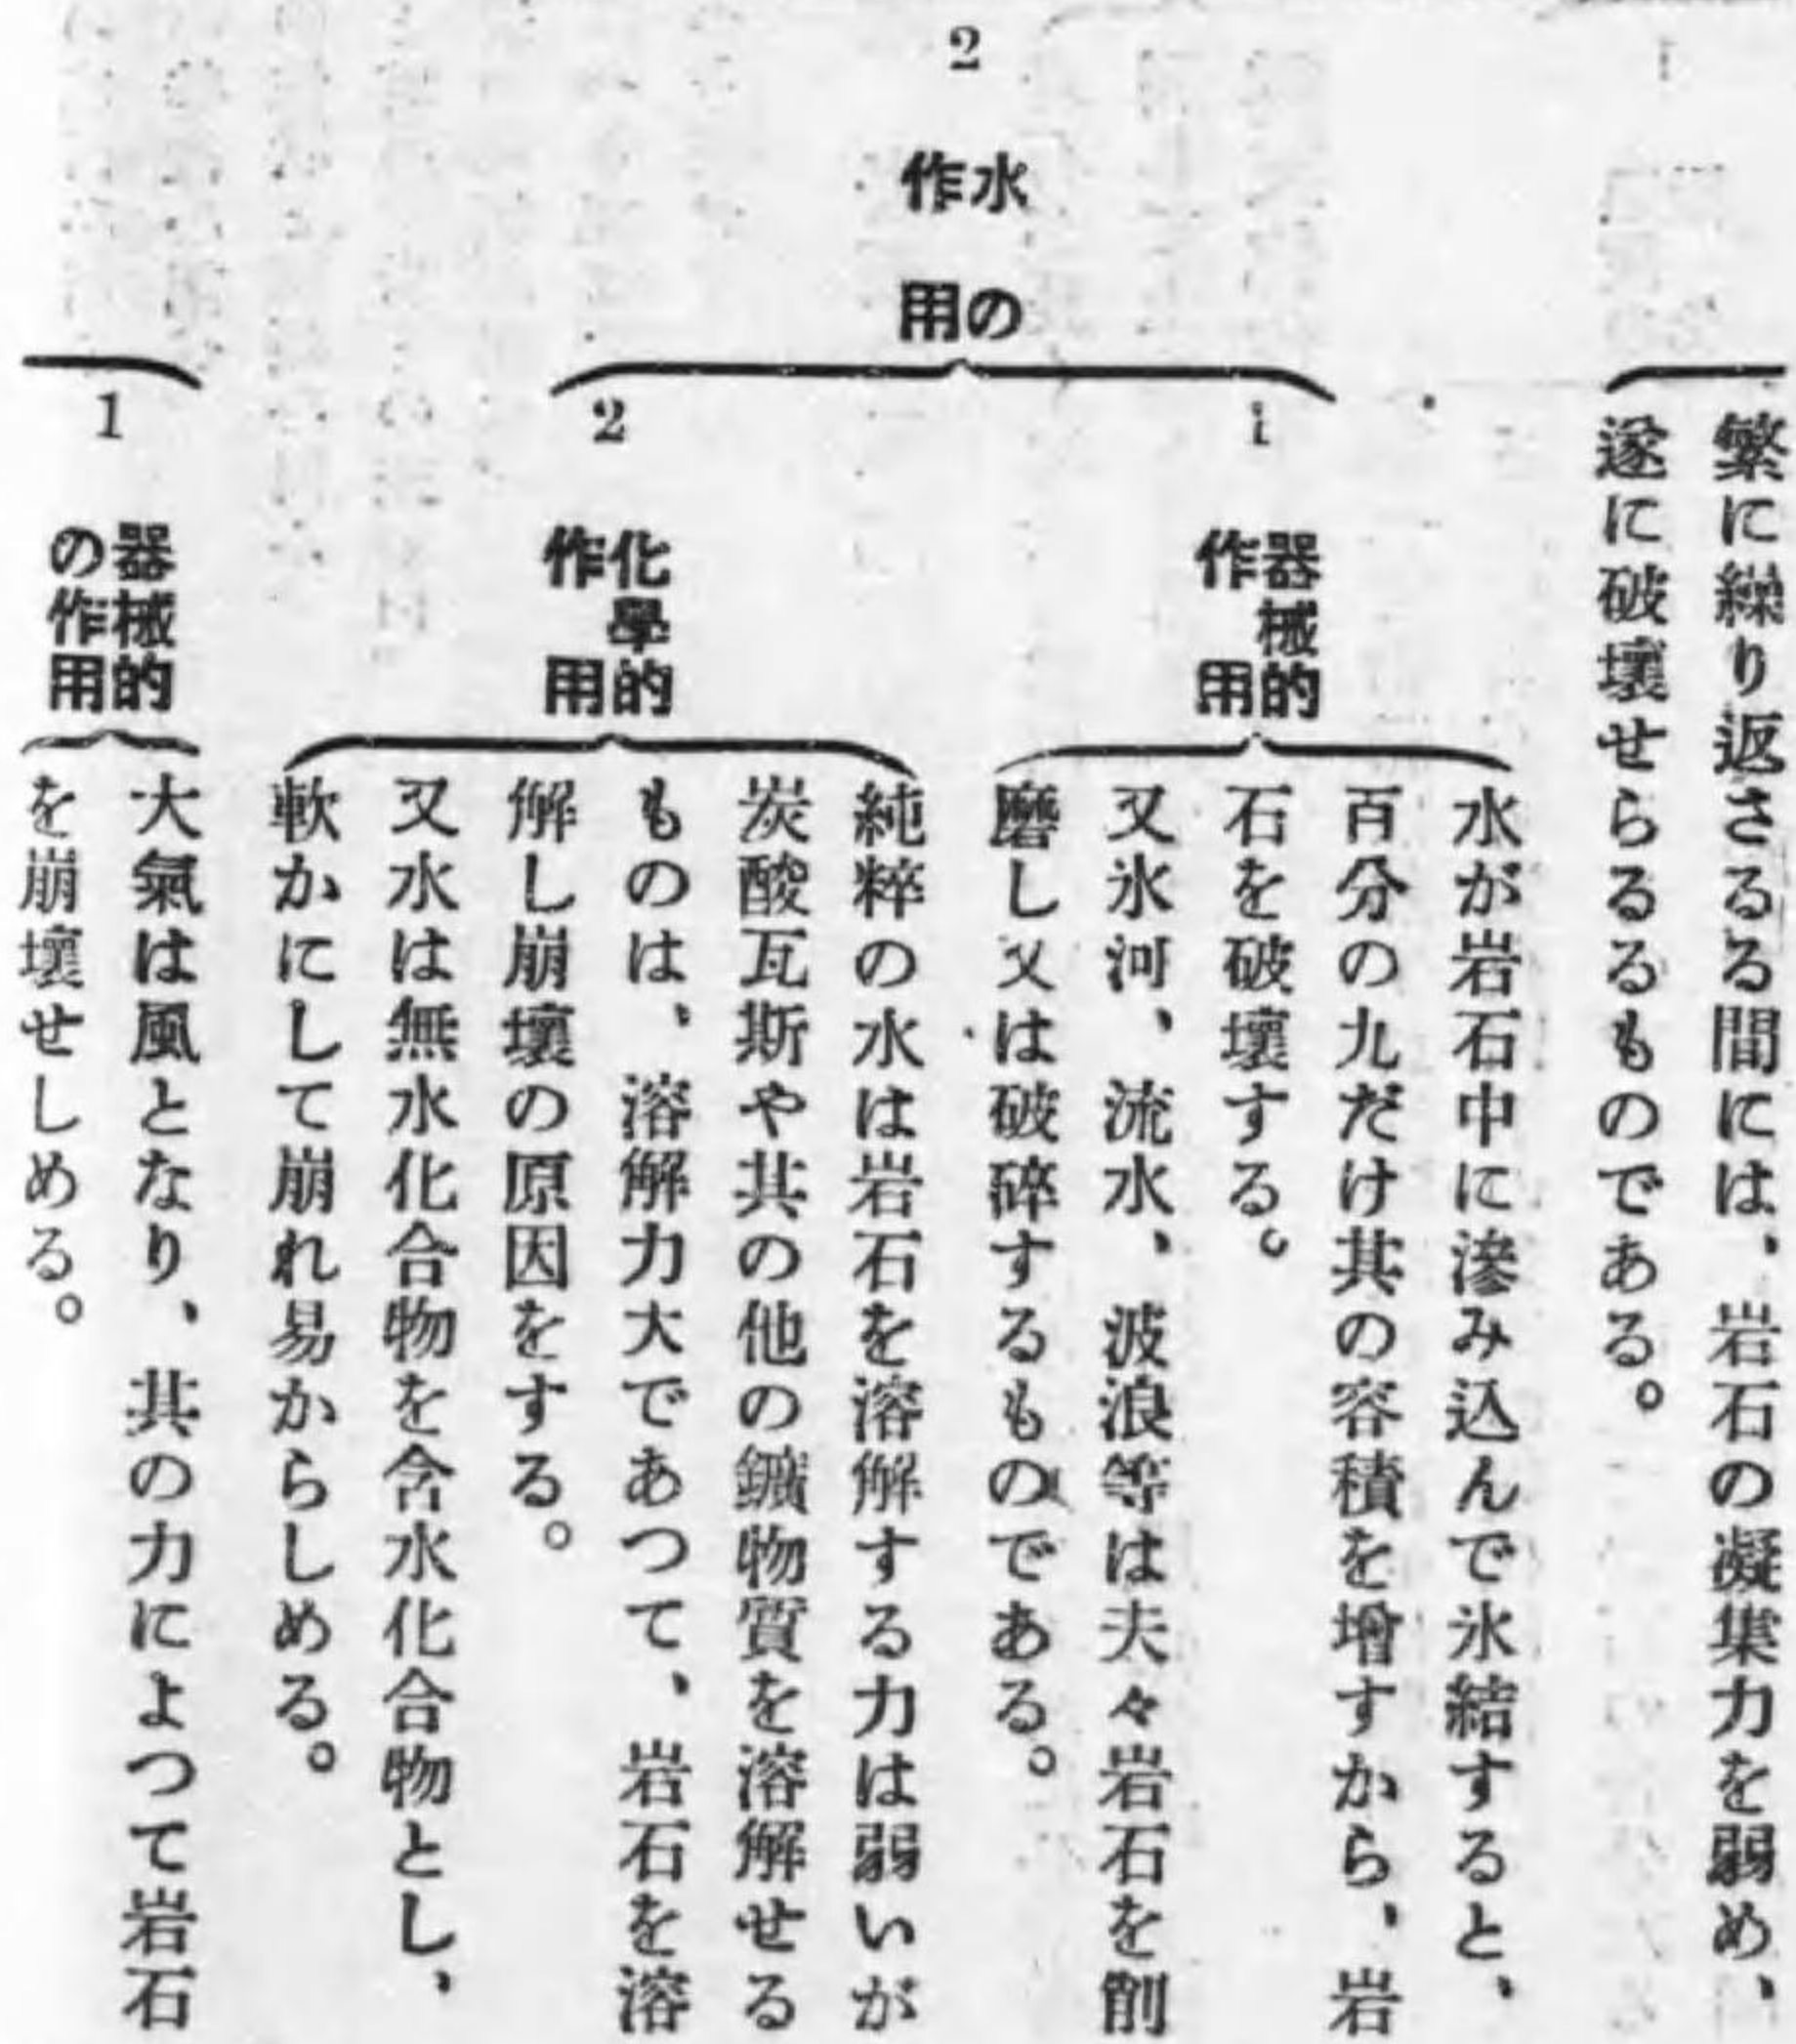 繁に繰り返さるる間には、岩石の凝集力を弱め、
遂に破壞せらるるものである。
2
水の
作用
1
器械的
作用
水が岩石中に滲み込んで氷結すると、
百分の九だけ其の容積を增すから、岩
石を破壞する。
又氷河、流水、波浪等は夫々岩石を削
磨し又は破碎するものである。
2
化學的
作用
純粹の水は岩石を溶解する力は弱いが
炭酸瓦斯や其の他の鑛物質を溶解せる
ものは、溶解力大であつて、岩石を溶
解し崩壞の原因をする。
又水は無水化合物を含水化合物とし、
軟かにして崩れ易からしめる。
1
器械的
の作用
大氣は風となり、其の力によつて岩石
を崩壞せしめる。